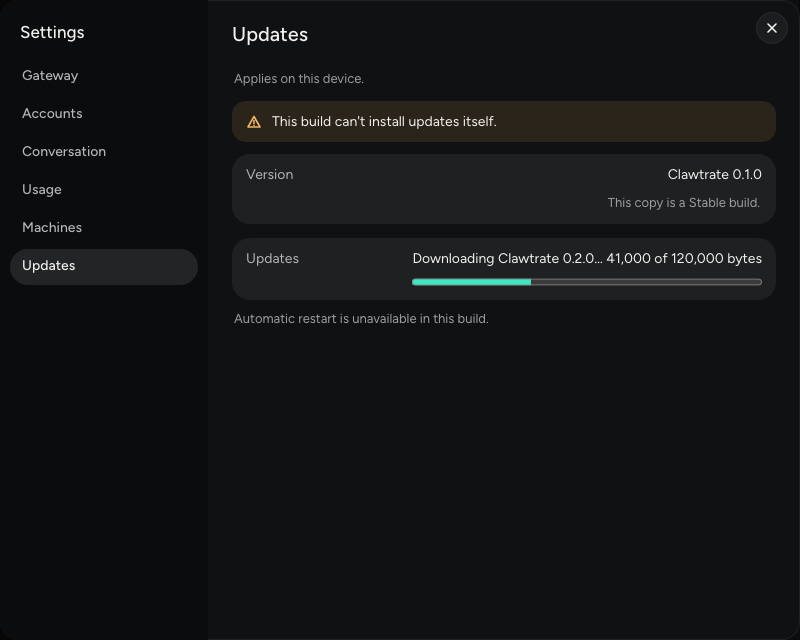 Settings
Gateway
Accounts
Conversation
Usage
Machines
Updates
Updates
Applies on this device.
This build can't install updates itself.
Version
Clawtrate 0.1.0
This copy is a Stable build.
Updates
Downloading Clawtrate 0.2.0... 41,000 of 120,000 bytes
Automatic restart is unavailable in this build.